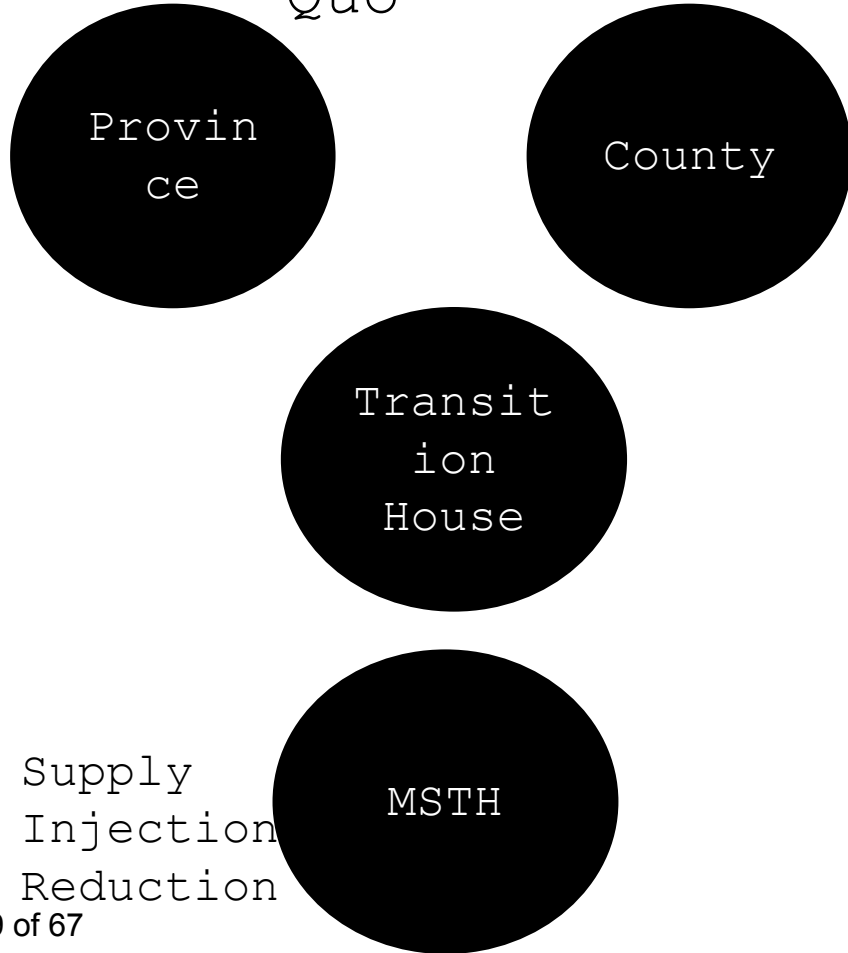 Quo
Provin
ce
County
Transit
ion
House
MSTH
Supply
Injection
Reduction
of 67